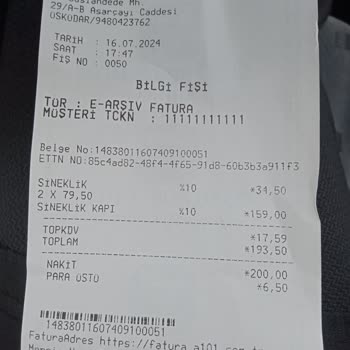 29/A-B Asarçayı Caddesi
ÜSKÜDAR/9480423762
TARİH : 16.07.2024
SAAT : 17:47
FİŞ NO : 0050
BİLGİ FİŞİ
TÜR : E-ARŞİV FATURA
MÜŞTERİ TCKN : 11111111111
Belge No:14838011607409100051
ETTN NO:85c4ad82-48f4-4f65-91d8-60b3b3a911f3
SİNEKLİK %10 *34,50
2 X 79,50
SİNEKLİK KAPI %10 *159,00
TOPKDV *17,59
TOPLAM *193,50
NAKİT *200,00
PARA ÜSTÜ *6,50
14838011607409100051
FaturaAdres https://fatura.a101.com.t